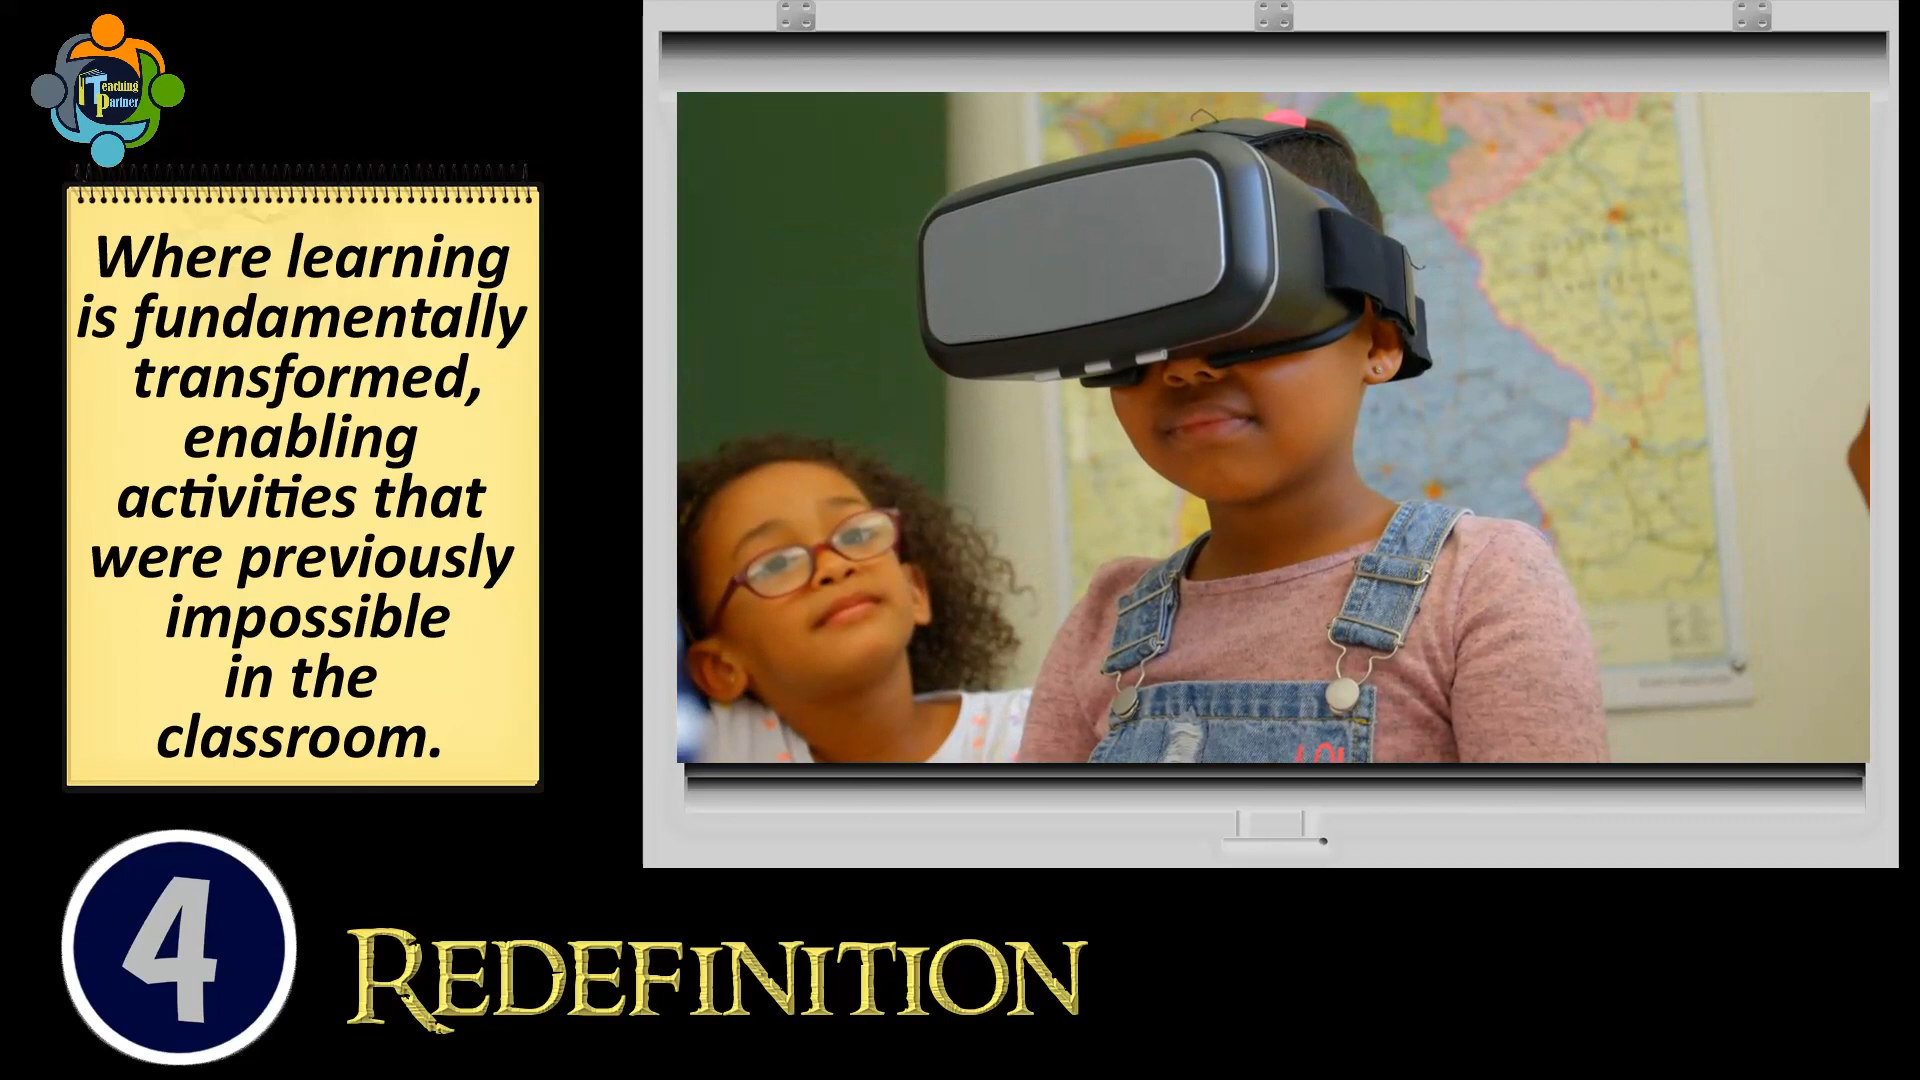 Teaching
Partner
Where learning
is fundamentally
transformed,
enabling
activities that
were previously
impossible
in the
classroom.
4
REDEFINITION